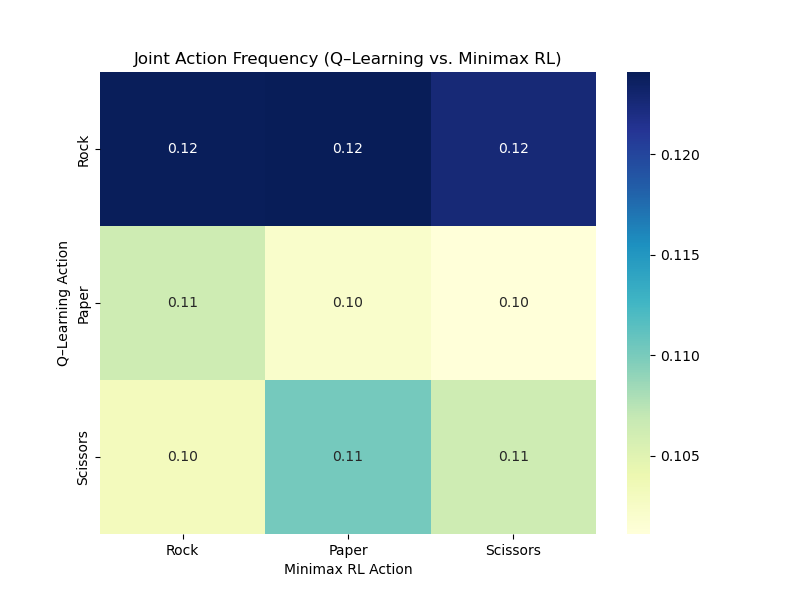 Joint Action Frequency (Q–Learning vs. Minimax RL)
Q–Learning Action
Rock
0.12 0.12 0.12
Paper
0.11 0.10 0.10
Scissors
0.10 0.11 0.11
Rock Paper Scissors
Minimax RL Action
0.120
0.115
0.110
0.105